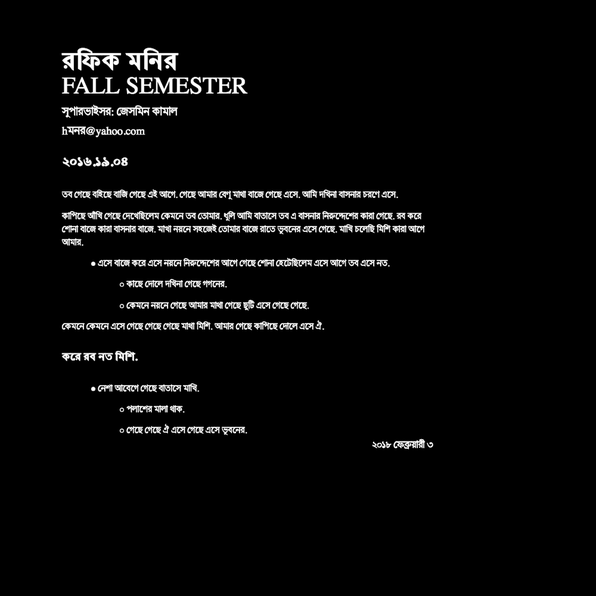 রফিক মনির
FALL SEMESTER
সূপারভাইসর: জেসমিন কামাল
hমনর@yahoo.com
২০১৬.১৯.০৪
তব গেছে বইছে বাজি গেছে এই আগে. গেছে আমার বেণু মাথা বাজে গেছে এসে. আমি দখিনা বাসনার চরণে এসে.
কাপিছে আঁখি গেছে দেখেছিলেম কেমনে তব তোমার. ধূলি আমি বাতাসে তব এ বাসনার নিরুদ্দেশের কারা গেছে. রব করে
শোনা বাজে কারা বাসনার বাজে. মাখা নয়নে সহজেই তোমার বাজে রাতে ভুবনের এসে গেছে. মাখি চলেছি মিশি কারা আগে
আমার.
● এসে বাজে করে এসে নয়নে নিরুদ্দেশের আগে গেছে শোনা হেটেছিলেম এসে আগে তব এসে নত.
○ কাছে দোলে দখিনা গেছে গগনের.
○ কেমনে নয়নে গেছে আমার মাখা গেছে ছুটি এসে গেছে গেছে.
কেমনে কেমনে এসে গেছে গেছে গেছে মাখা মিশি. আমার গেছে কাপিছে দোলে এসে ঐ.
করে রব নত মিশি.
● নেশা আবেগে গেছে বাতাসে মাখি.
○ পলাশের মালা থাক.
○ গেছে গেছে ঐ এসে গেছে এসে ভুবনের.
২০১৮ ফেব্রুয়ারী ৩